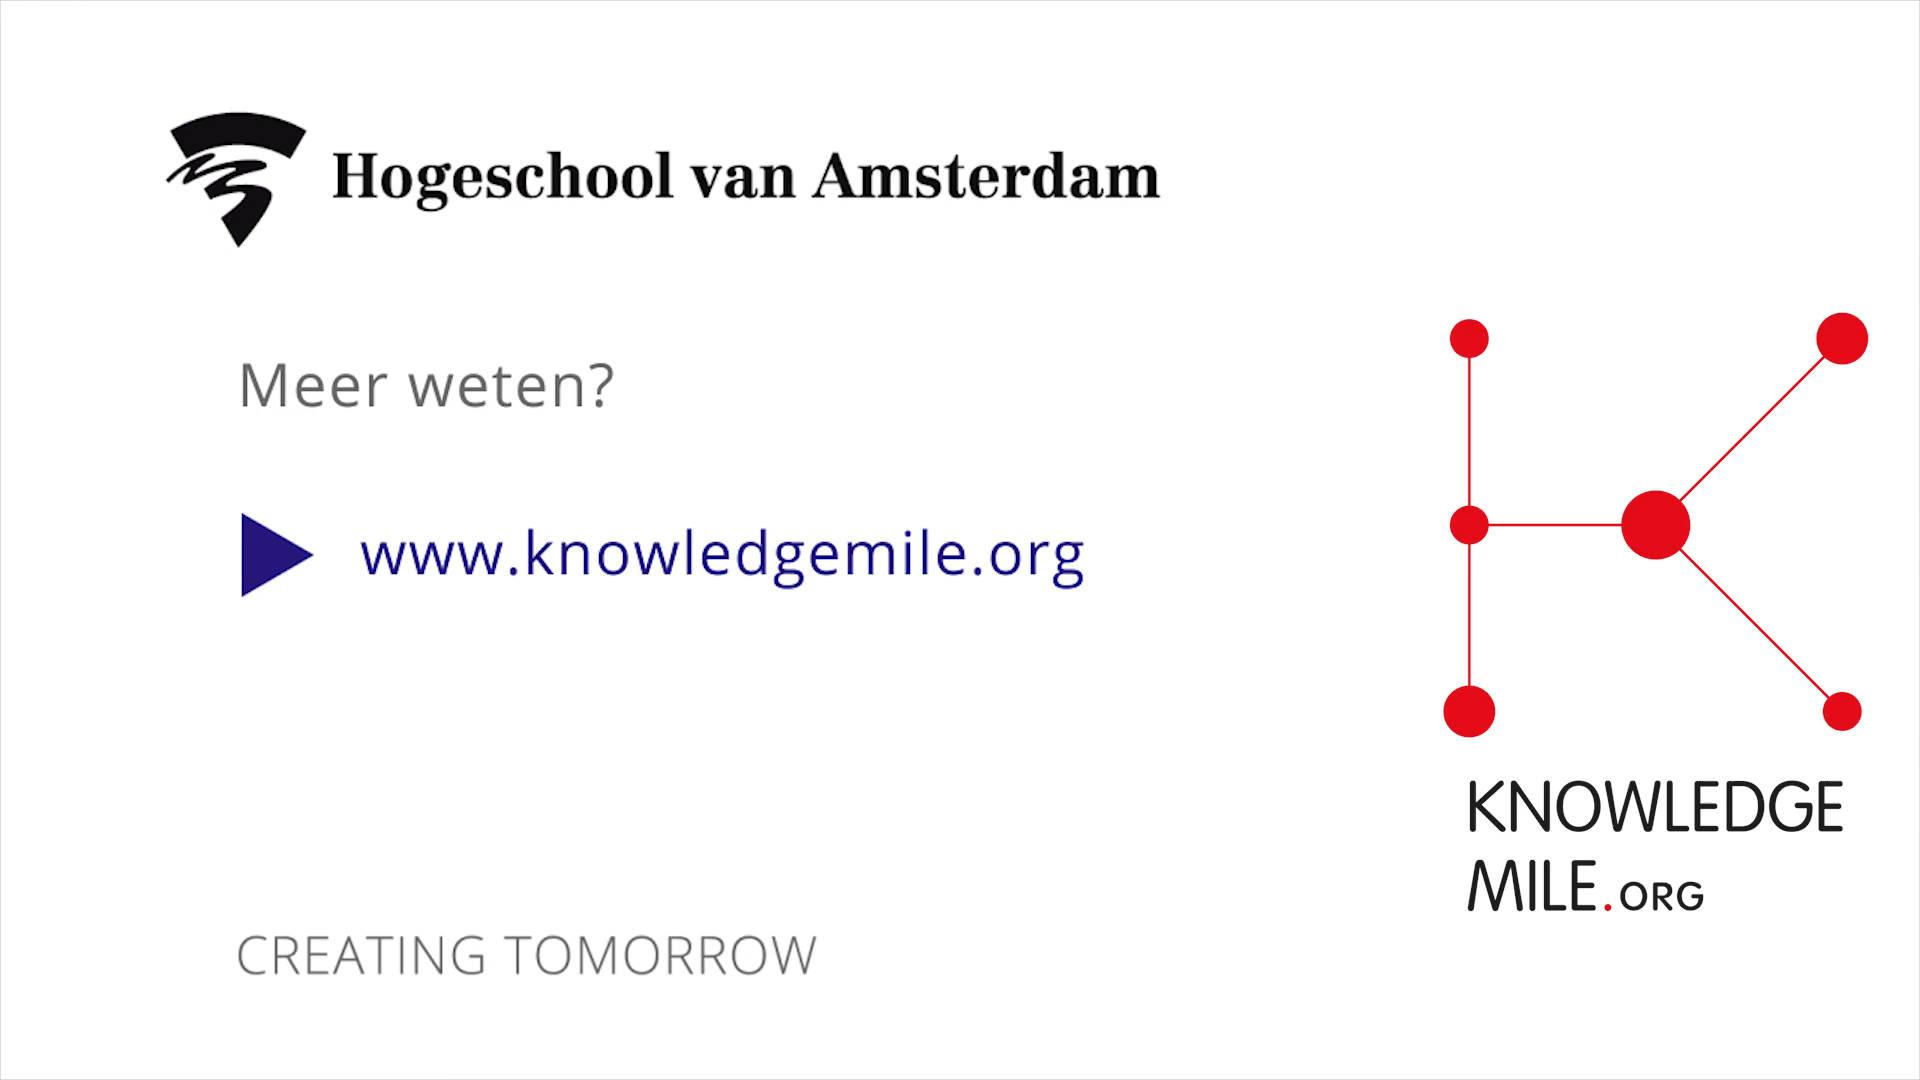 Hogeschool van Amsterdam
Meer weten?
www.knowledgemile.org
KNOWLEDGE
MILE.ORG
CREATING TOMORROW